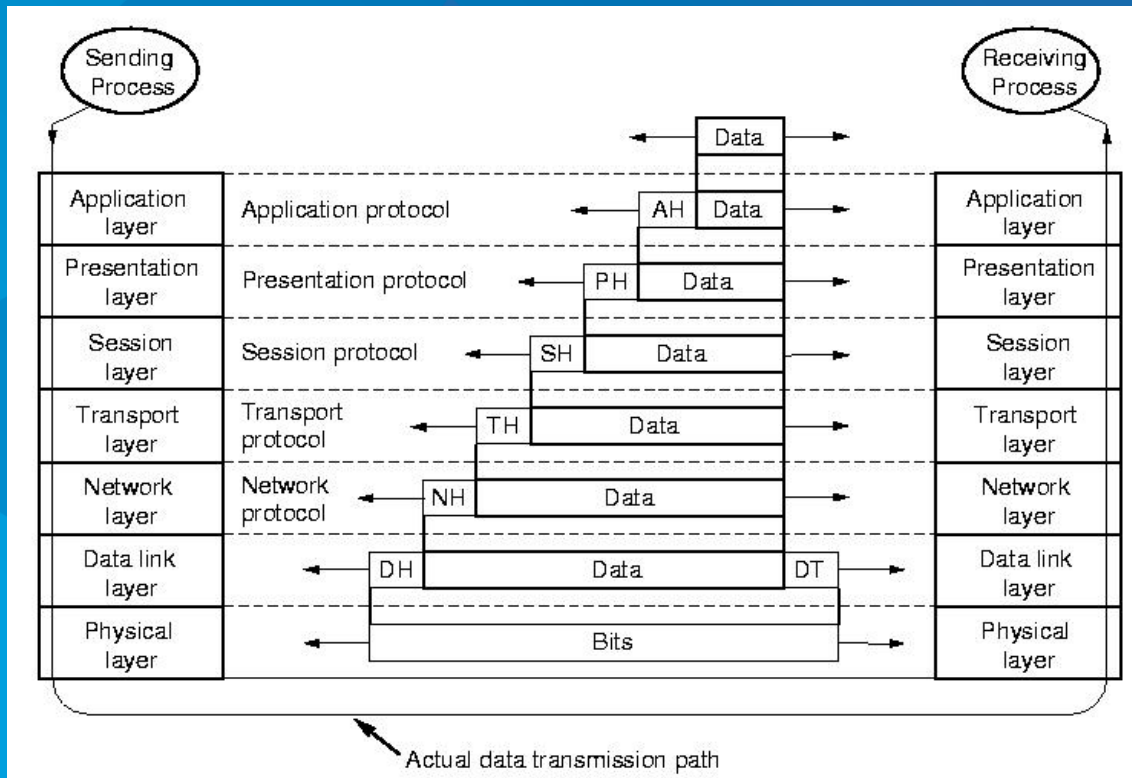 Sending
Process
Receiving
Process
Data
Application
layer
Application protocol
AH
Data
Application
layer
Presentation
layer
Presentation protocol
PH
Data
Presentation
layer
Session
layer
Session protocol
SH
Data
Session
layer
Transport
layer
Transport
protocol
TH
Data
Transport
layer
Network
layer
Network
protocol
NH
Data
Network
layer
Data link
layer
DH
Data
DT
Data link
layer
Physical
layer
Bits
Physical
layer
Actual data transmission path